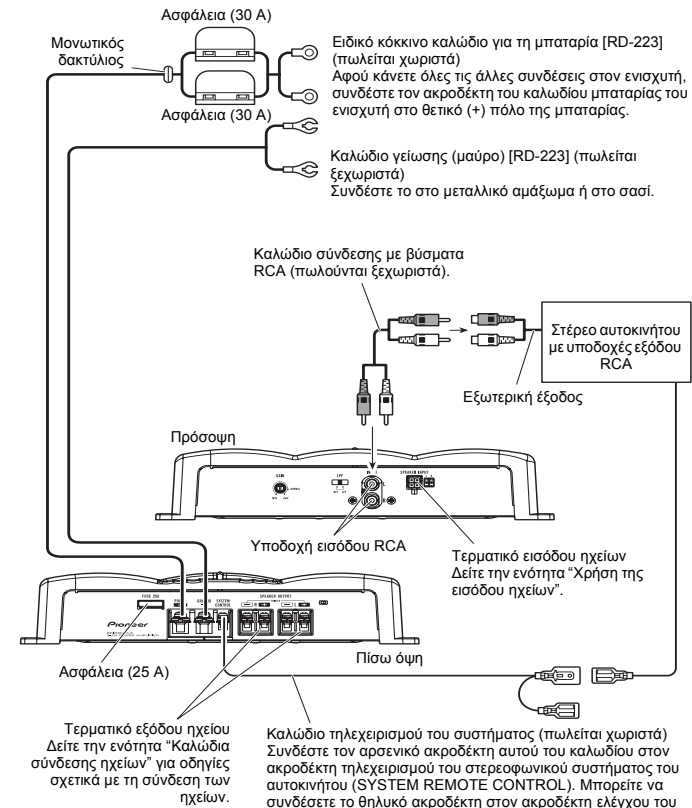 Ασφάλεια (30 A)
Μονωτικός
δακτύλιος
Ασφάλεια (30 A)
Ειδικό κόκκινο καλώδιο για τη μπαταρία [RD-223]
(πωλείται χωριστά)
Αφού κάνετε όλες τις άλλες συνδέσεις στον ενισχυτή,
συνδέστε τον ακροδέκτη του καλωδίου μπαταρίας του
ενισχυτή στο θετικό (+) πόλο της μπαταρίας.
Καλώδιο γείωσης (μαύρο) [RD-223] (πωλείται
ξεχωριστά)
Συνδέστε το στο μεταλλικό αμάξωμα ή στο σασί.
Καλώδιο σύνδεσης με βύσματα
RCA (πωλούνται ξεχωριστά).
Στέρεο αυτοκινήτου
με υποδοχές εξόδου
RCA
Εξωτερική έξοδος
Πρόσοψη
GAIN
NORMAL
LPF
SPEAKER INPUT
Υποδοχή εισόδου RCA
Τερματικό εισόδου ηχείων
Δείτε την ενότητα “Χρήση της
εισόδου ηχείων”.
FUSE 25A
SYSTEM
CONTROL
SPEAKER OUTPUT
Pioneer
Πίσω όψη
Ασφάλεια (25 A)
Τερματικό εξόδου ηχείου
Δείτε την ενότητα “Καλώδια
σύνδεσης ηχείων” για οδηγίες
σχετικά με τη σύνδεση των
ηχείων.
Καλώδιο τηλεχειρισμού του συστήματος (πωλείται χωριστά)
Συνδέστε τον αρσενικό ακροδέκτη αυτού του καλωδίου στον
ακροδέκτη τηλεχειρισμού του στερεοφωνικού συστήματος του
αυτοκινήτου (SYSTEM REMOTE CONTROL). Μπορείτε να
συνδέσετε το θηλυκό ακροδέκτη στον ακροδέκτη ελέγχου του